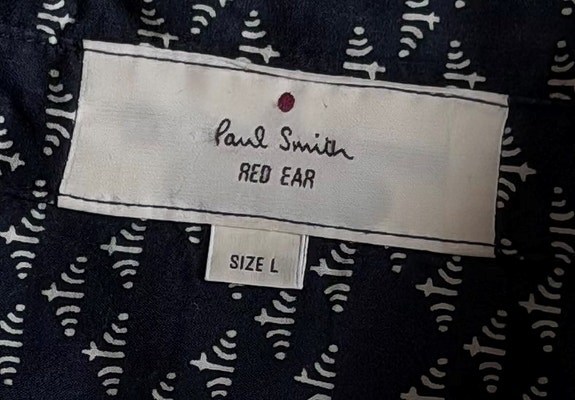 Paul Smith
RED EAR
SIZE L